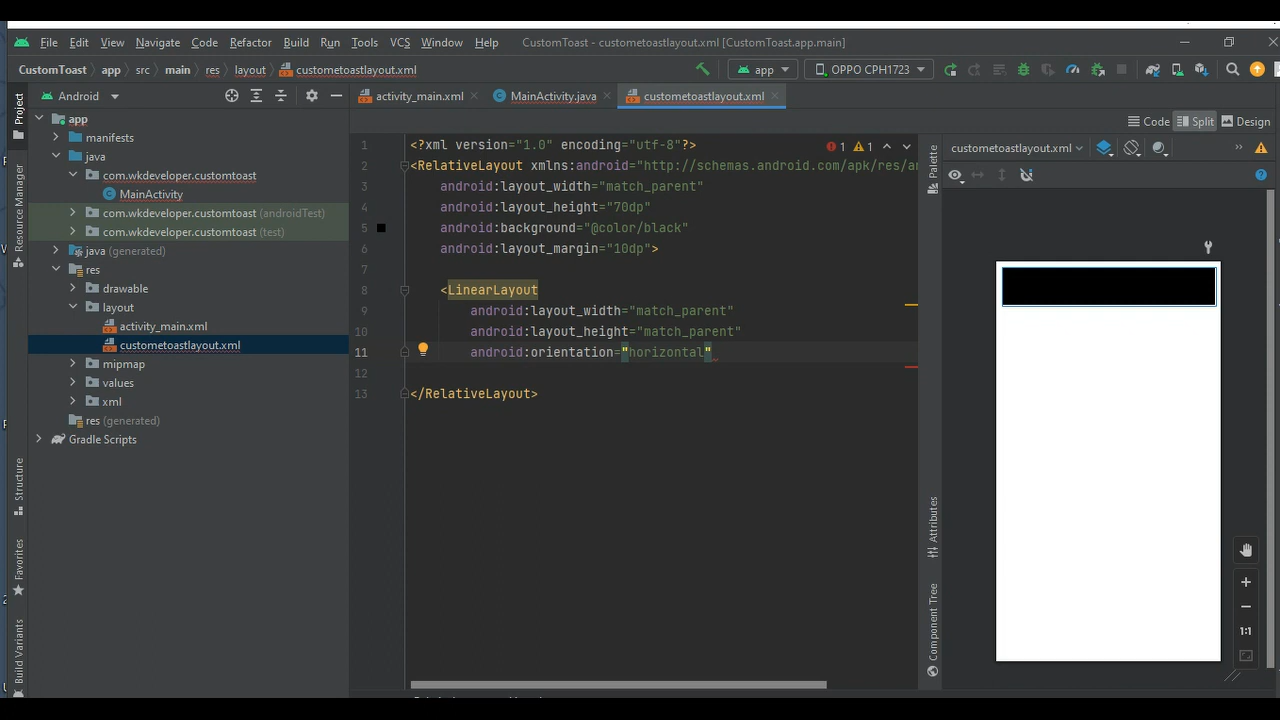 File Edit View Navigate Code Refactor Build Run Tools VCS Window Help CustomToast - custometoastlayout.xml [CustomToast.app.main]
CustomToast app src main res layout custometoastlayout.xml app OPPO CPH1723
Android activity_main.xml MainActivity.java custometoastlayout.xml
Code Split Design
Project
Resource Manager
Structure
Favorites
Build Variants
app
manifests
java
com.wkdeveloper.customtoast
MainActivity
com.wkdeveloper.customtoast (androidTest)
com.wkdeveloper.customtoast (test)
java (generated)
res
drawable
layout
activity_main.xml
custometoastlayout.xml
mipmap
values
xml
res (generated)
Gradle Scripts
1 <?xml version="1.0" encoding="utf-8"?>
2 <RelativeLayout xmlns:android="http://schemas.android.com/apk/res/an
3 android:layout_width="match_parent"
4 android:layout_height="70dp"
5 android:background="@color/black"
6 android:layout_margin="10dp">
7
8 <LinearLayout
9 android:layout_width="match_parent"
10 android:layout_height="match_parent"
11 android:orientation="horizontal"
12
13 </RelativeLayout>
1 1
Palette
Attributes
Component Tree
custometoastlayout.xml
1:1